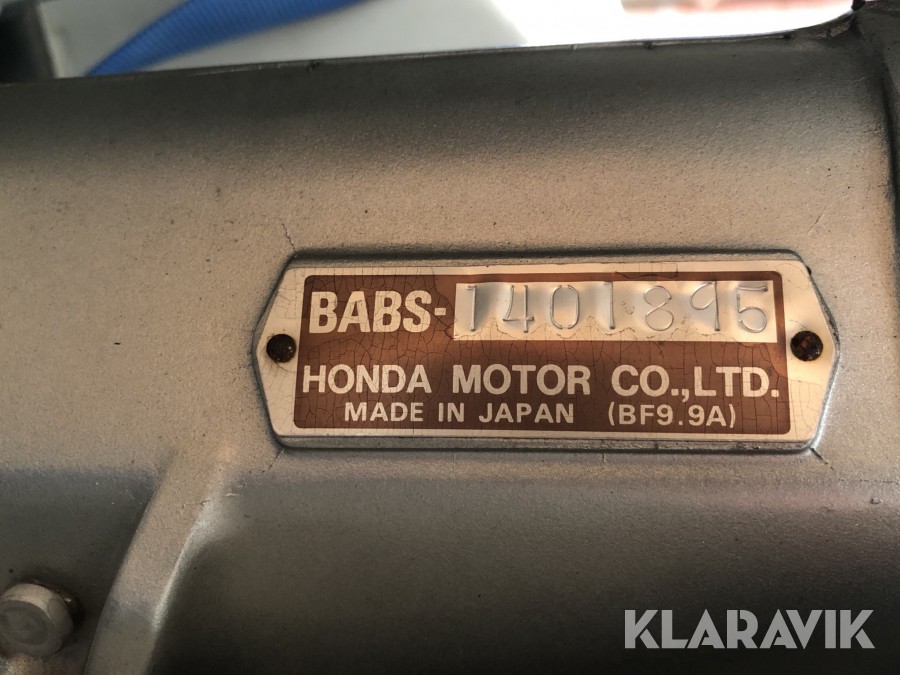 BABS-1401895
HONDA MOTOR CO.,LTD.
MADE IN JAPAN (BF9.9A)
KLARAVIK